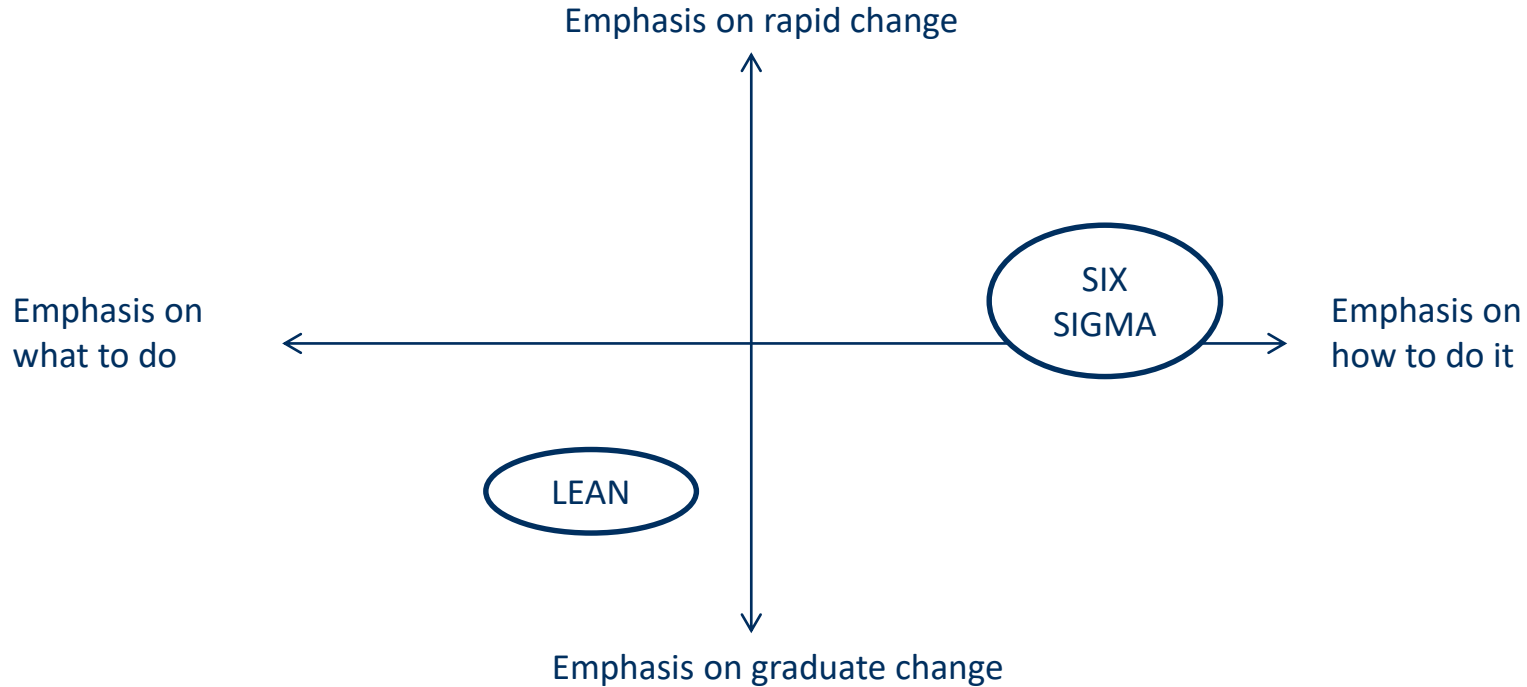 Emphasis on rapid change
SIX
SIGMA
Emphasis on
what to do
Emphasis on
how to do it
LEAN
Emphasis on graduate change